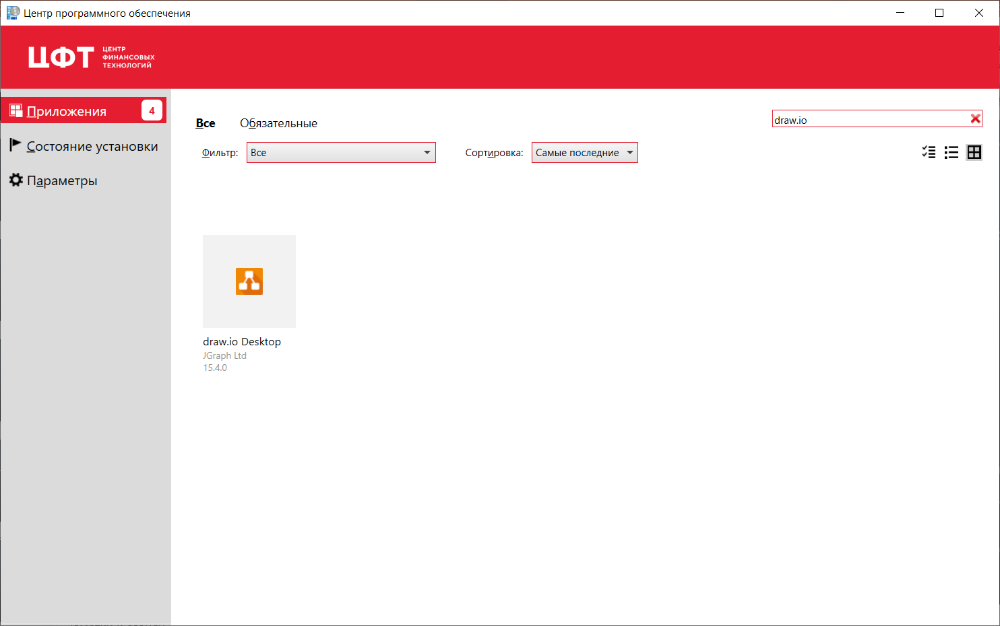 Центр программного обеспечения
ЦФТ
ЦЕНТР
ФИНАНСОВЫХ
ТЕХНОЛОГИЙ
Приложения 4
Состояние установки
Параметры
Все Обязательные
draw.io
Фильтр: Все Сортировка: Самые последние
draw.io Desktop
JGraph Ltd
15.4.0